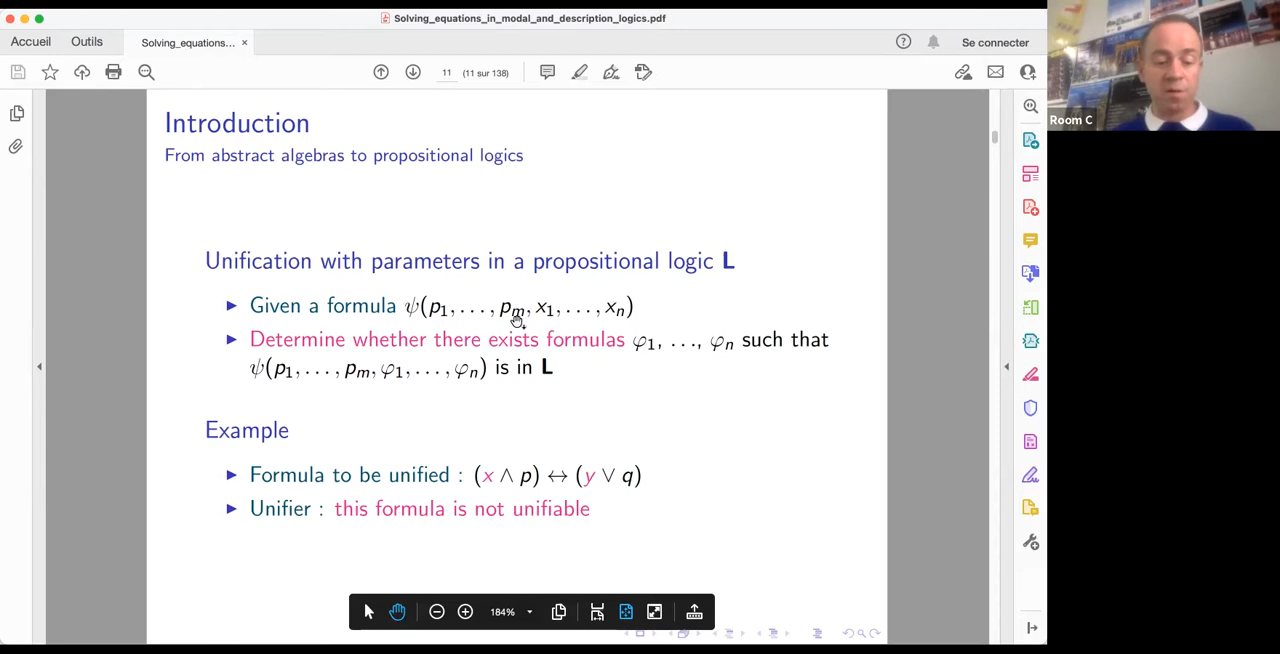 Solving_equations_in_modal_and_description_logics.pdf
Accueil Outils Solving_equations... × Se connecter
11 (11 sur 138)
Room C
Introduction
From abstract algebras to propositional logics
Unification with parameters in a propositional logic L
▶ Given a formula ψ(p₁, . . . , pₘ, x₁, . . . , xₙ)
▶ Determine whether there exists formulas φ₁, . . ., φₙ such that
ψ(p₁, . . . , pₘ, φ₁, . . . , φₙ) is in L
Example
▶ Formula to be unified : (x ∧ p) ↔ (y ∨ q)
▶ Unifier : this formula is not unifiable
184%